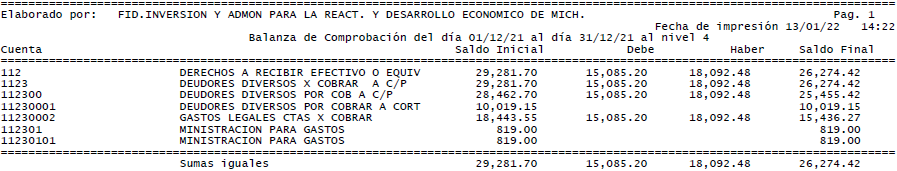 Elaborado por:   FID.INVERSION Y ADMON PARA LA REACT. Y DESARROLLO ECONOMICO DE MICH.   Pag. 1
Fecha de impresión 13/01/22   14:22
Balanza de Comprobación del día 01/12/21 al día 31/12/21 al nivel 4
Cuenta   Saldo Inicial   Debe   Haber   Saldo Final
112   DERECHOS A RECIBIR EFECTIVO O EQUIV   29,281.70   15,085.20   18,092.48   26,274.42
1123   DEUDORES DIVERSOS X COBRAR  A C/P   29,281.70   15,085.20   18,092.48   26,274.42
112300   DEUDORES DIVERSOS POR COB A C/P   28,462.70   15,085.20   18,092.48   25,455.42
11230001   DEUDORES DIVERSOS POR COBRAR A CORT   10,019.15   10,019.15
11230002   GASTOS LEGALES CTAS X COBRAR   18,443.55   15,085.20   18,092.48   15,436.27
112301   MINISTRACION PARA GASTOS   819.00   819.00
11230101   MINISTRACION PARA GASTOS   819.00   819.00
Sumas iguales   29,281.70   15,085.20   18,092.48   26,274.42